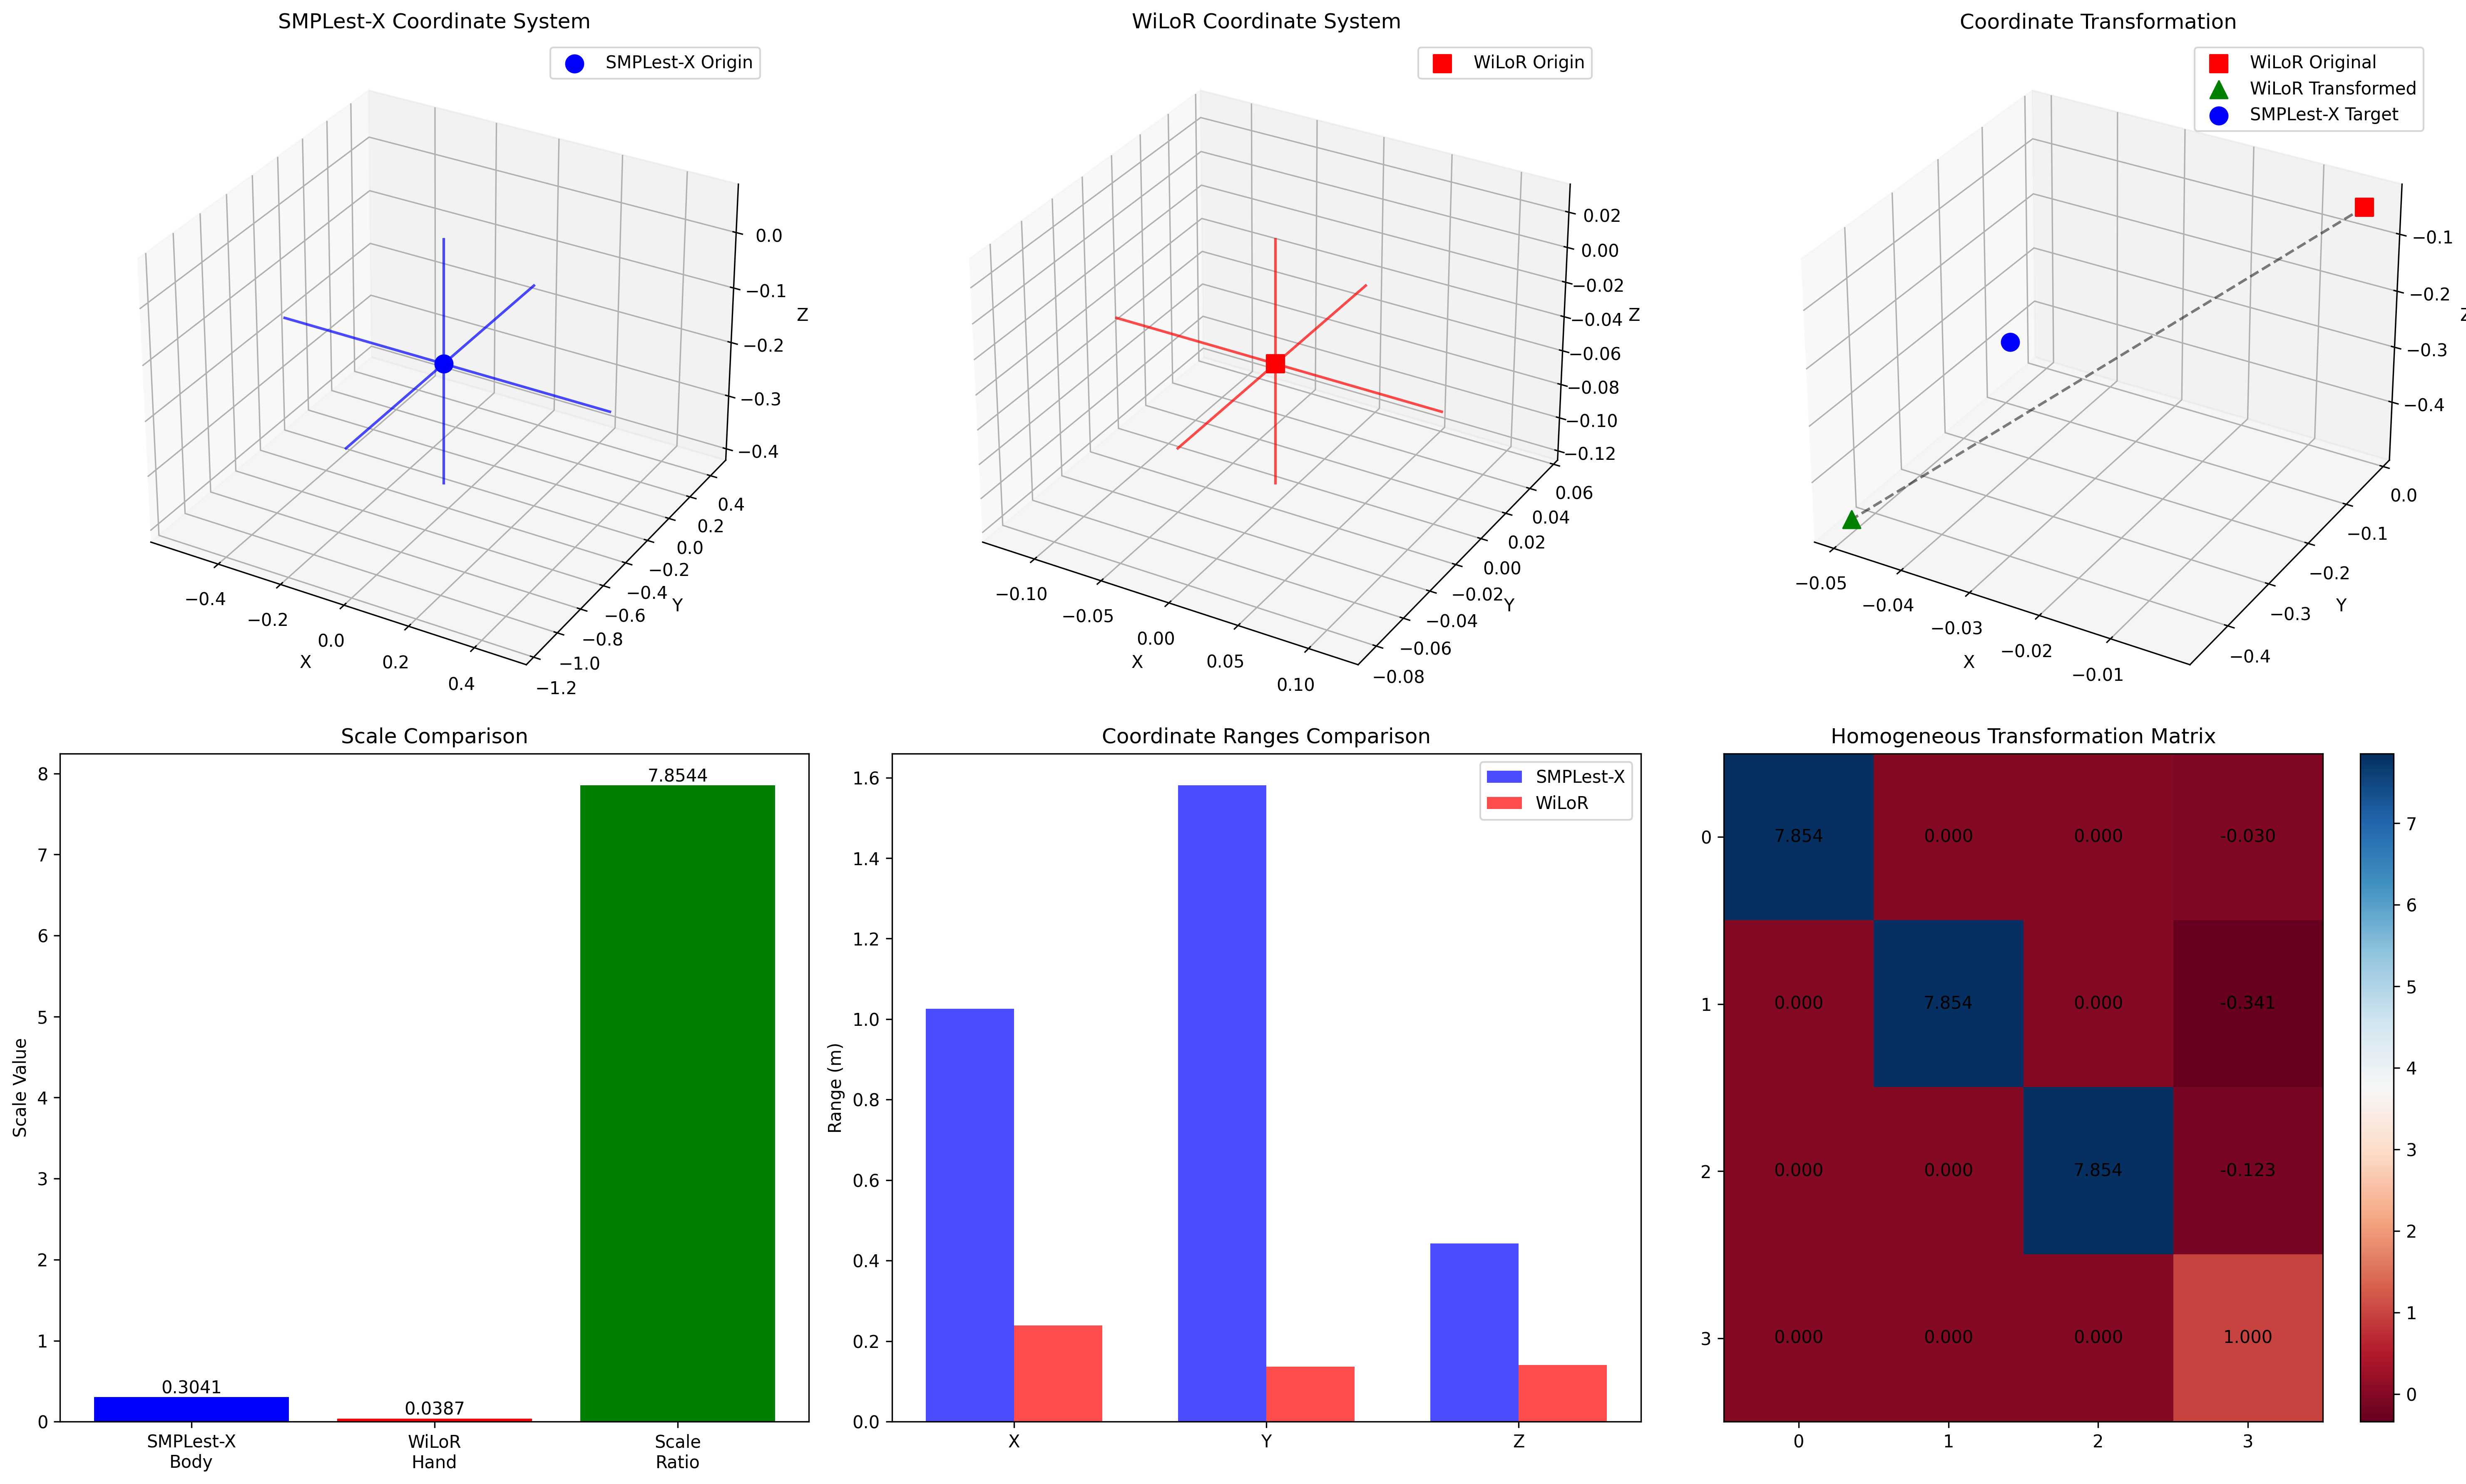 SMPLest-X Coordinate System
SMPLest-X Origin
0.0
−0.1
−0.2
−0.3
−0.4
Z
0.4
0.2
0.0
−0.2
−0.4
−0.6
−0.8
−1.0
−1.2
Y
−0.4
−0.2
0.0
0.2
0.4
X
WiLoR Coordinate System
WiLoR Origin
0.02
0.00
−0.02
−0.04
−0.06
−0.08
−0.10
−0.12
Z
0.06
0.04
0.02
0.00
−0.02
−0.04
−0.06
−0.08
Y
−0.10
−0.05
0.00
0.05
0.10
X
Coordinate Transformation
WiLoR Original
WiLoR Transformed
SMPLest-X Target
−0.1
−0.2
−0.3
−0.4
Z
0.0
−0.1
−0.2
−0.3
−0.4
Y
−0.05
−0.04
−0.03
−0.02
−0.01
X
Scale Comparison
8
7
6
5
4
3
2
1
0
Scale Value
0.3041
0.0387
7.8544
SMPLest-X
Body
WiLoR
Hand
Scale
Ratio
Coordinate Ranges Comparison
SMPLest-X
WiLoR
1.6
1.4
1.2
1.0
0.8
0.6
0.4
0.2
0.0
Range (m)
X Y Z
Homogeneous Transformation Matrix
0 7.854 0.000 0.000 -0.030
1 0.000 7.854 0.000 -0.341
2 0.000 0.000 7.854 -0.123
3 0.000 0.000 0.000 1.000
0 1 2 3
7
6
5
4
3
2
1
0